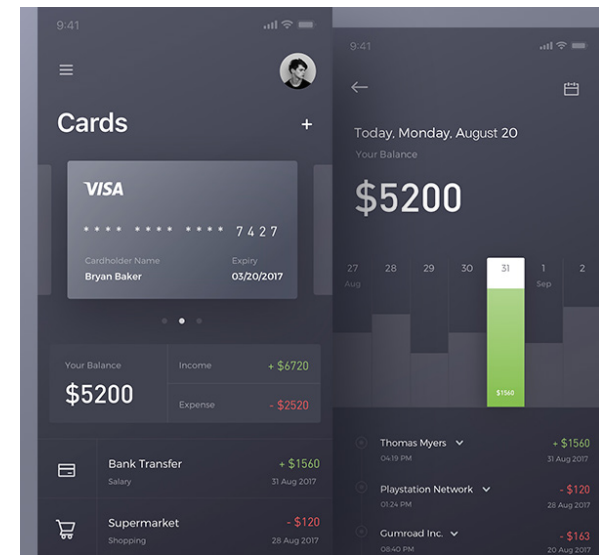 9:41
Cards
+
VISA
**** **** **** 7427
Cardholder Name Expiry
Bryan Baker 03/20/2017
Your Balance Income + $6720
$5200
Expense - $2520
Bank Transfer + $1560
Salary 31 Aug 2017
Supermarket - $120
Shopping 28 Aug 2017
9:41
Today, Monday, August 20
Your Balance
$5200
27 28 29 30 31 1 2
Aug Sep
$1560
Thomas Myers + $1560
04:19 PM 31 Aug 2017
Playstation Network - $120
01:24 PM 28 Aug 2017
Gumroad Inc. - $163
08:40 PM 20 Aug 2017